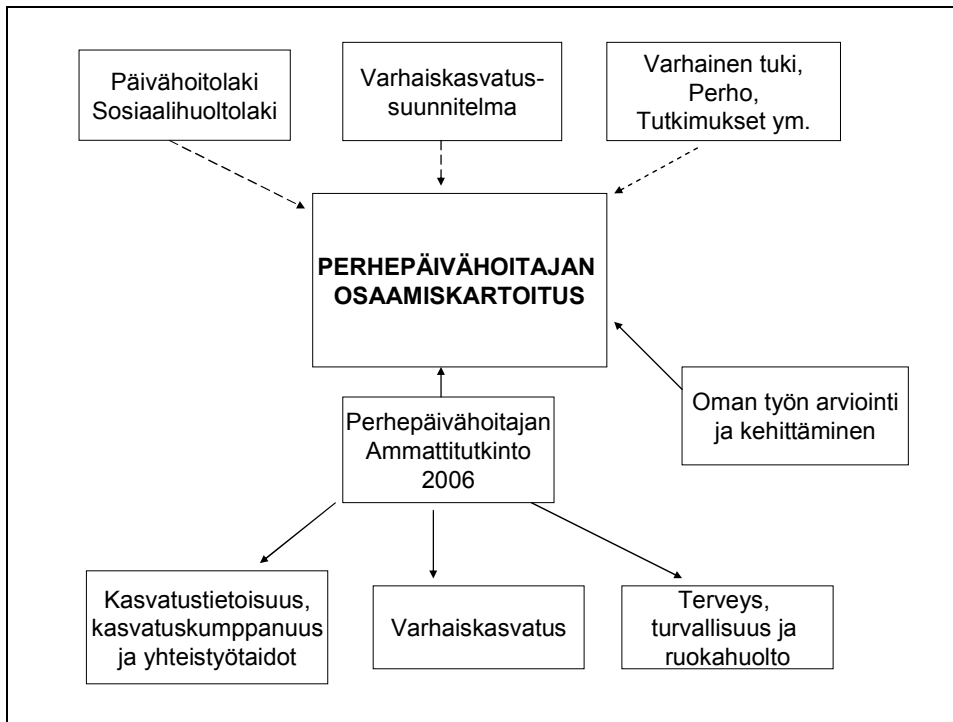 Päivähoitolaki
Sosiaalihuoltolaki
Varhaiskasvatus-
suunnitelma
Varhainen tuki,
Perho,
Tutkimukset ym.
PERHEPÄIVÄHOITAJAN
OSAAMISKARTOITUS
Oman työn arviointi
ja kehittäminen
Perhepäivähoitajan
Ammattitutkinto
2006
Kasvatustietoisuus,
kasvatuskumppanuus
ja yhteistyötaidot
Varhaiskasvatus
Terveys,
turvallisuus ja
ruokahuolto